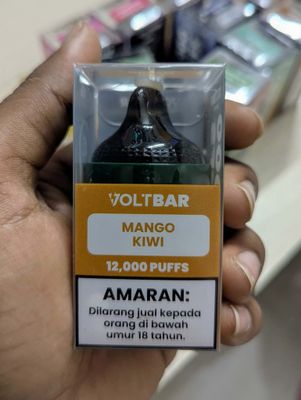 VOLTBAR
MANGO
KIWI
12,000 PUFFS
AMARAN:
Dilarang jual kepada
orang di bawah
umur 18 tahun.